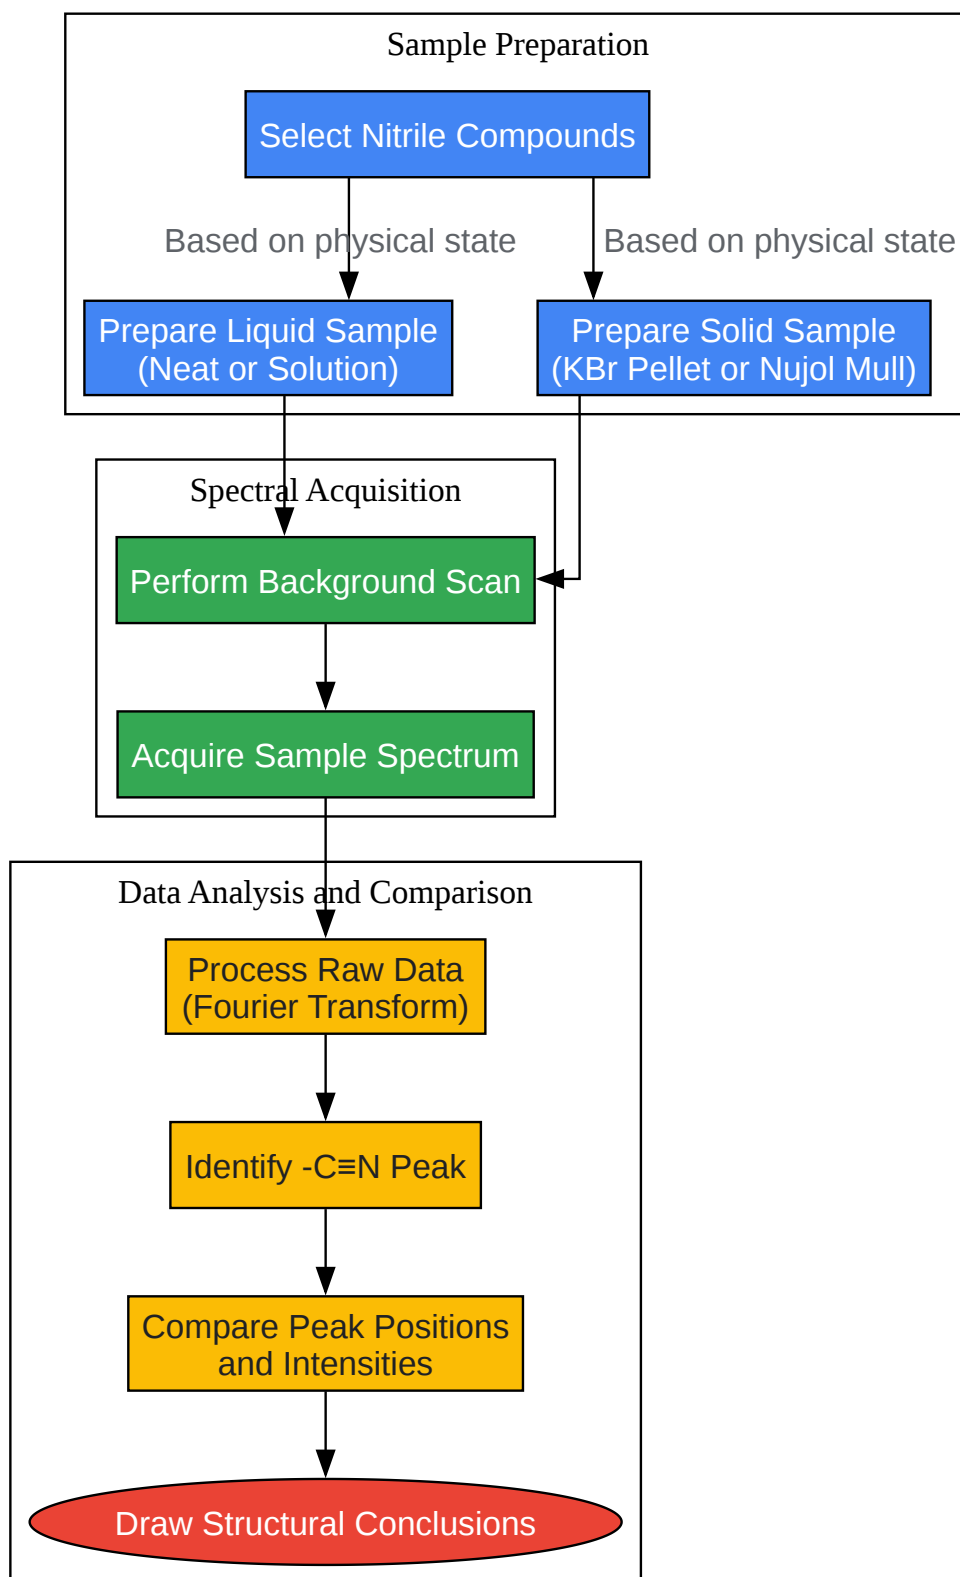 Sample Preparation
Select Nitrile Compounds
Based on physical state
Based on physical state
Prepare Liquid Sample
(Neat or Solution)
Prepare Solid Sample
(KBr Pellet or Nujol Mull)
Spectral Acquisition
Perform Background Scan
Acquire Sample Spectrum
Data Analysis and Comparison
Process Raw Data
(Fourier Transform)
Identify -C≡N Peak
Compare Peak Positions
and Intensities
Draw Structural Conclusions